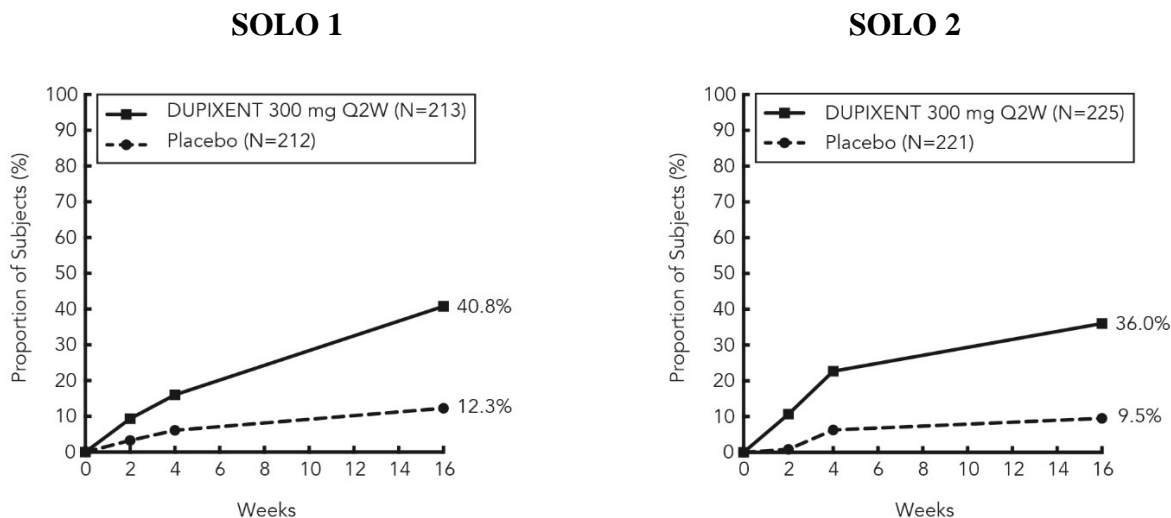 SOLO 1
DUPIXENT 300 mg Q2W (N=213)
Placebo (N=212)
Proportion of Subjects (%)
100
90
80
70
60
50
40
30
20
10
0
40.8%
12.3%
0 2 4 6 8 10 12 14 16
Weeks
SOLO 2
DUPIXENT 300 mg Q2W (N=225)
Placebo (N=221)
Proportion of Subjects (%)
100
90
80
70
60
50
40
30
20
10
0
36.0%
9.5%
0 2 4 6 8 10 12 14 16
Weeks